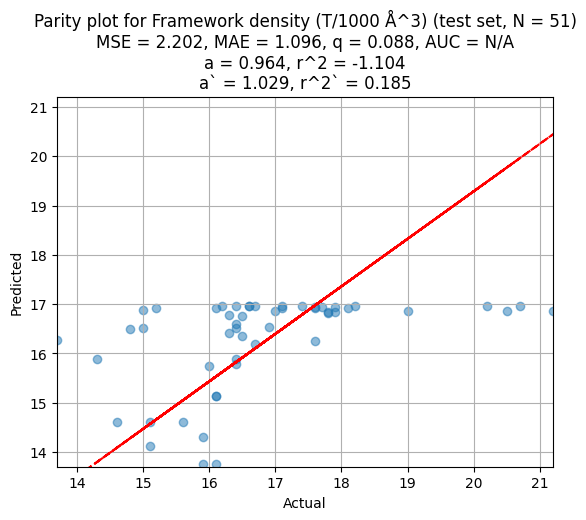 Parity plot for Framework density (T/1000 Å^3) (test set, N = 51)
MSE = 2.202, MAE = 1.096, q = 0.088, AUC = N/A
a = 0.964, r^2 = -1.104
a` = 1.029, r^2` = 0.185
21
20
19
18
17
16
15
14
Predicted
14 15 16 17 18 19 20 21
Actual